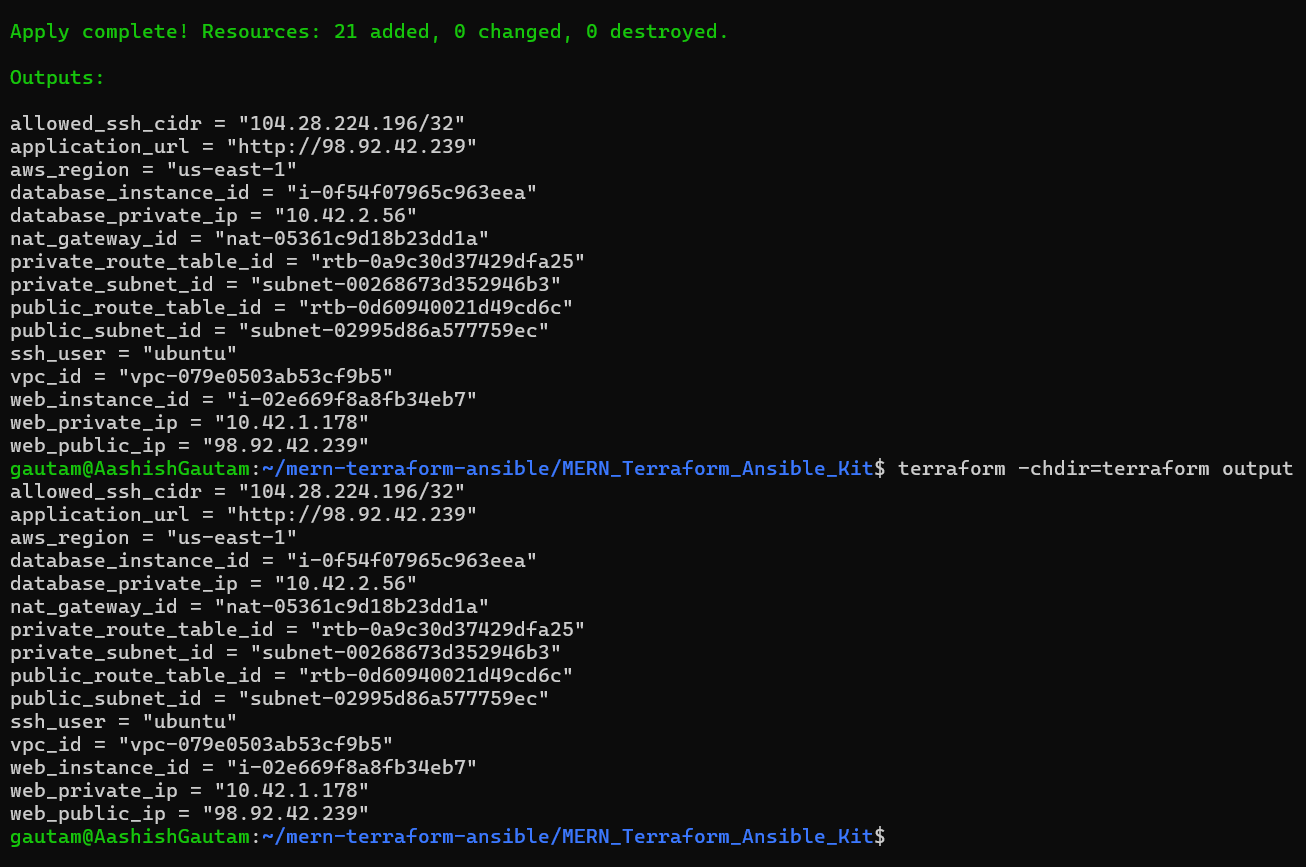 Apply complete! Resources: 21 added, 0 changed, 0 destroyed.
Outputs:
allowed_ssh_cidr = "104.28.224.196/32"
application_url = "http://98.92.42.239"
aws_region = "us-east-1"
database_instance_id = "i-0f54f07965c963eea"
database_private_ip = "10.42.2.56"
nat_gateway_id = "nat-05361c9d18b23dd1a"
private_route_table_id = "rtb-0a9c30d37429dfa25"
private_subnet_id = "subnet-00268673d352946b3"
public_route_table_id = "rtb-0d60940021d49cd6c"
public_subnet_id = "subnet-02995d86a577759ec"
ssh_user = "ubuntu"
vpc_id = "vpc-079e0503ab53cf9b5"
web_instance_id = "i-02e669f8a8fb34eb7"
web_private_ip = "10.42.1.178"
web_public_ip = "98.92.42.239"
gautam@AashishGautam:~/mern-terraform-ansible/MERN_Terraform_Ansible_Kit$ terraform -chdir=terraform output
allowed_ssh_cidr = "104.28.224.196/32"
application_url = "http://98.92.42.239"
aws_region = "us-east-1"
database_instance_id = "i-0f54f07965c963eea"
database_private_ip = "10.42.2.56"
nat_gateway_id = "nat-05361c9d18b23dd1a"
private_route_table_id = "rtb-0a9c30d37429dfa25"
private_subnet_id = "subnet-00268673d352946b3"
public_route_table_id = "rtb-0d60940021d49cd6c"
public_subnet_id = "subnet-02995d86a577759ec"
ssh_user = "ubuntu"
vpc_id = "vpc-079e0503ab53cf9b5"
web_instance_id = "i-02e669f8a8fb34eb7"
web_private_ip = "10.42.1.178"
web_public_ip = "98.92.42.239"
gautam@AashishGautam:~/mern-terraform-ansible/MERN_Terraform_Ansible_Kit$